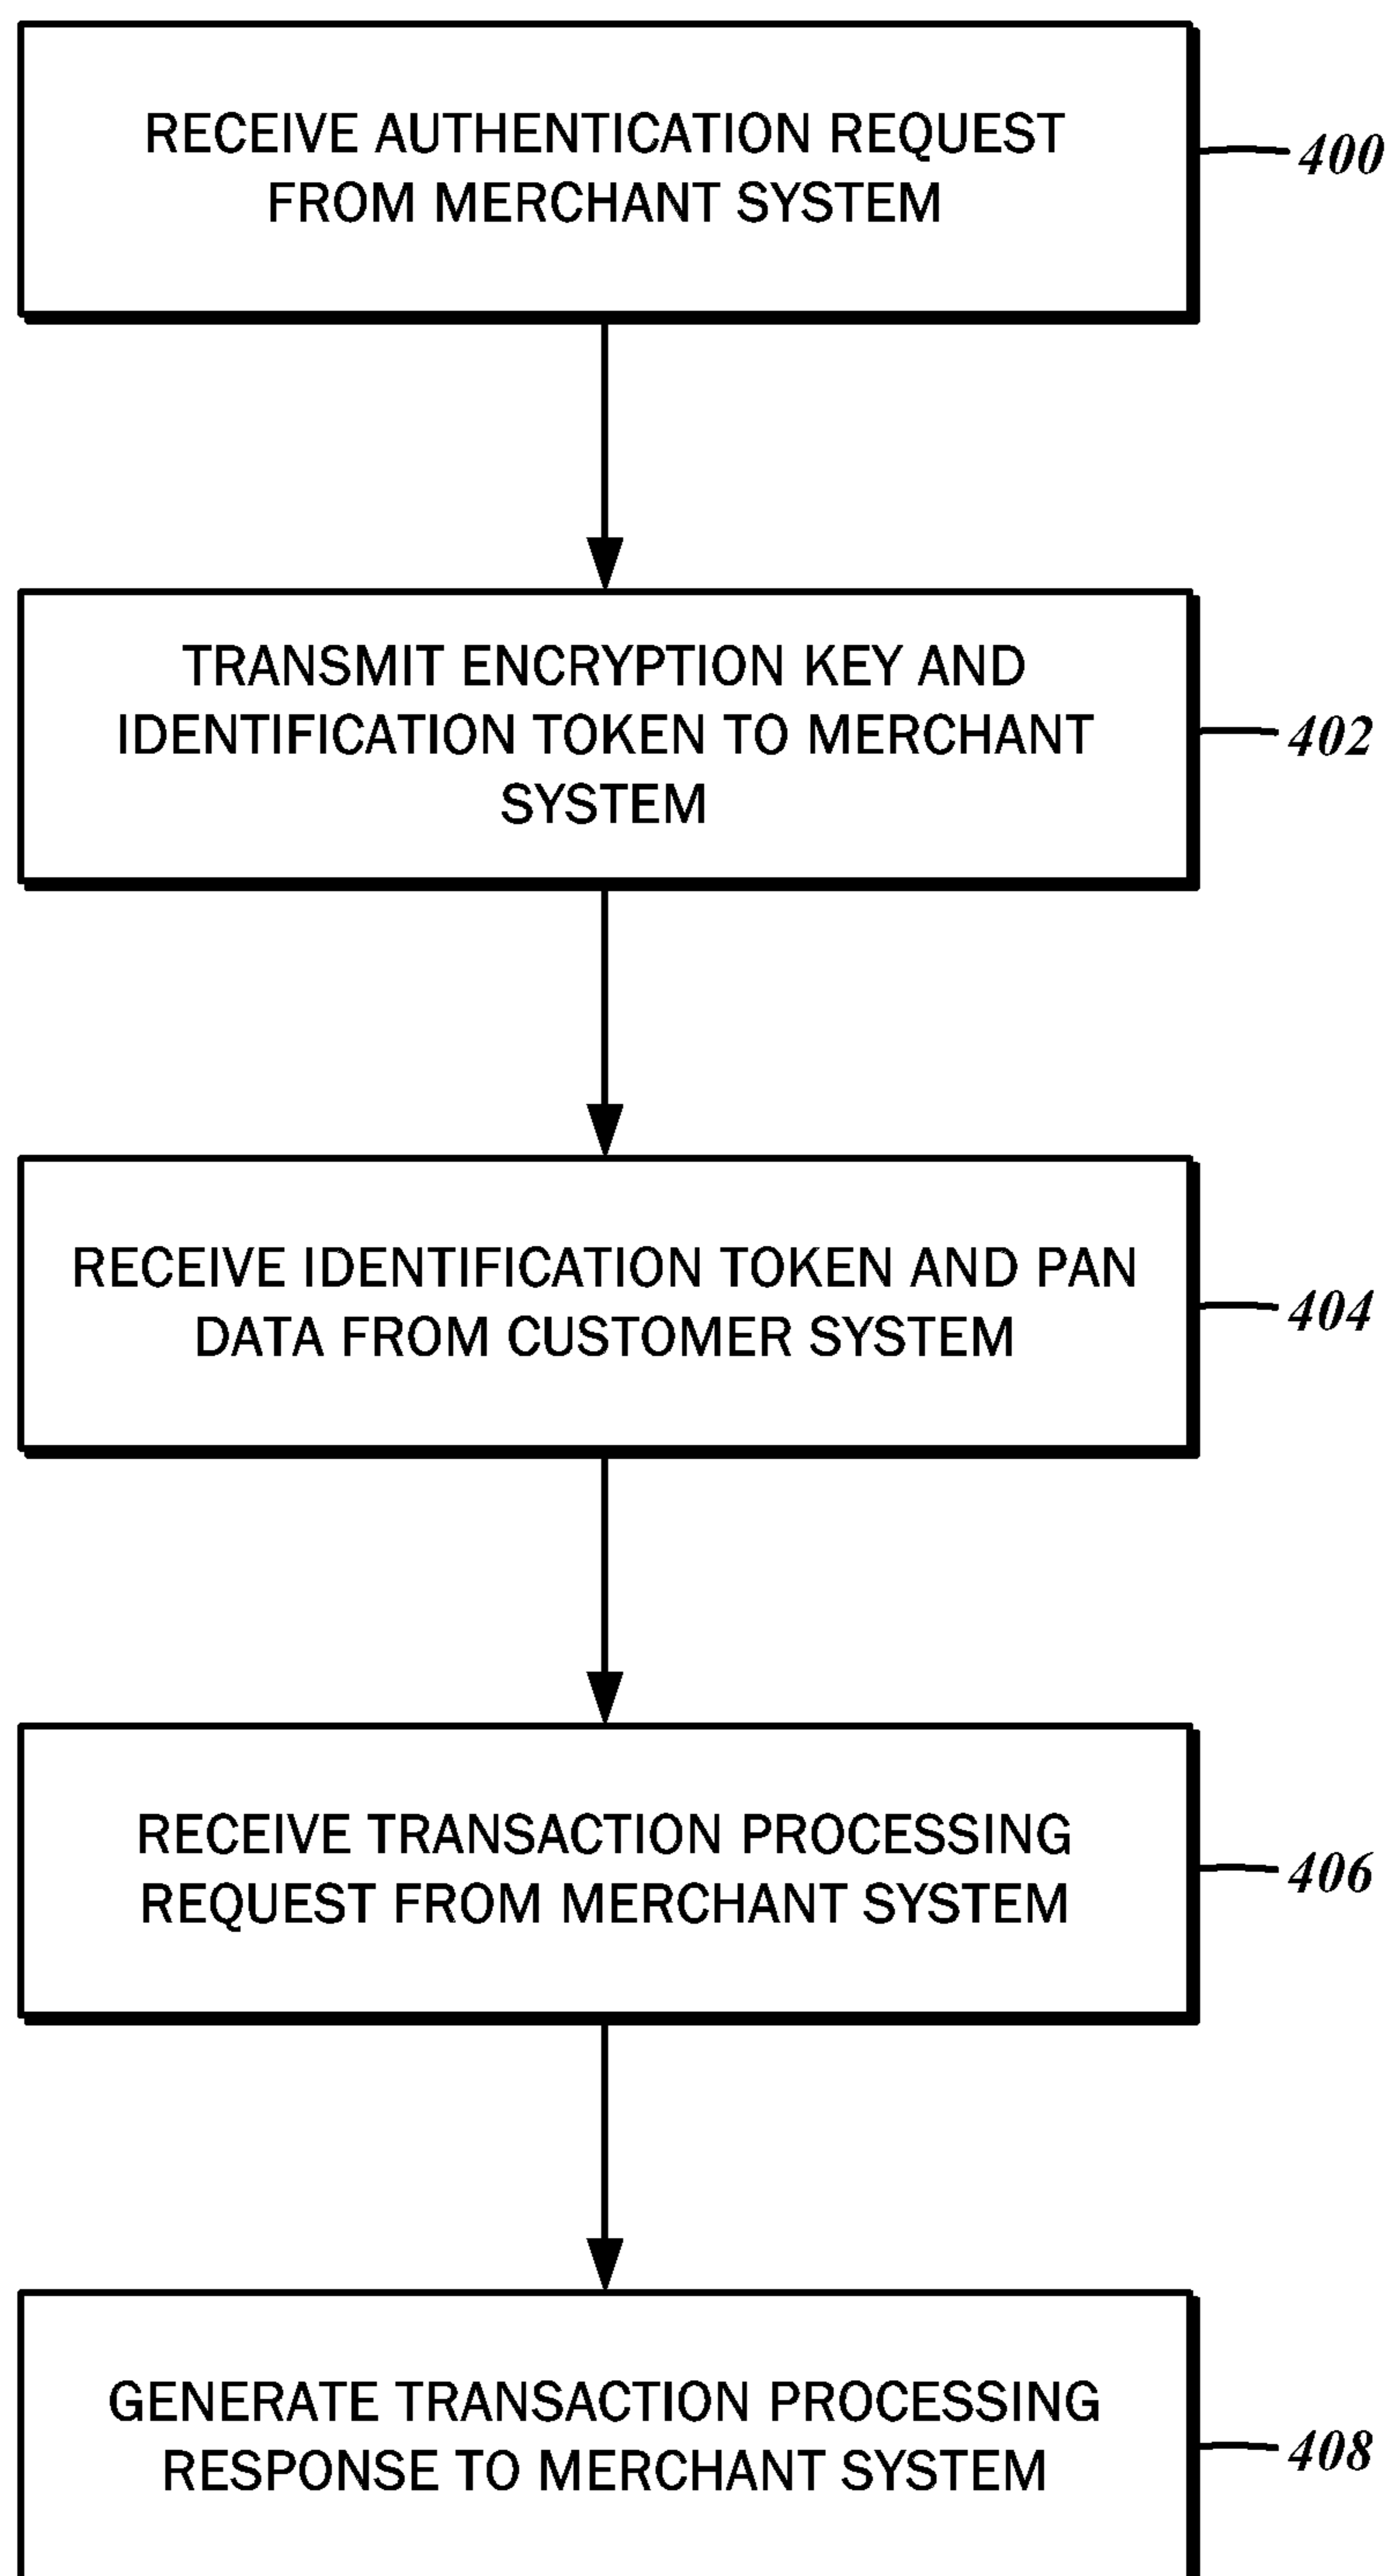 RECEIVE AUTHENTICATION REQUEST
FROM MERCHANT SYSTEM
400
TRANSMIT ENCRYPTION KEY AND
IDENTIFICATION TOKEN TO MERCHANT
SYSTEM
402
RECEIVE IDENTIFICATION TOKEN AND PAN
DATA FROM CUSTOMER SYSTEM
404
RECEIVE TRANSACTION PROCESSING
REQUEST FROM MERCHANT SYSTEM
406
GENERATE TRANSACTION PROCESSING
RESPONSE TO MERCHANT SYSTEM
408